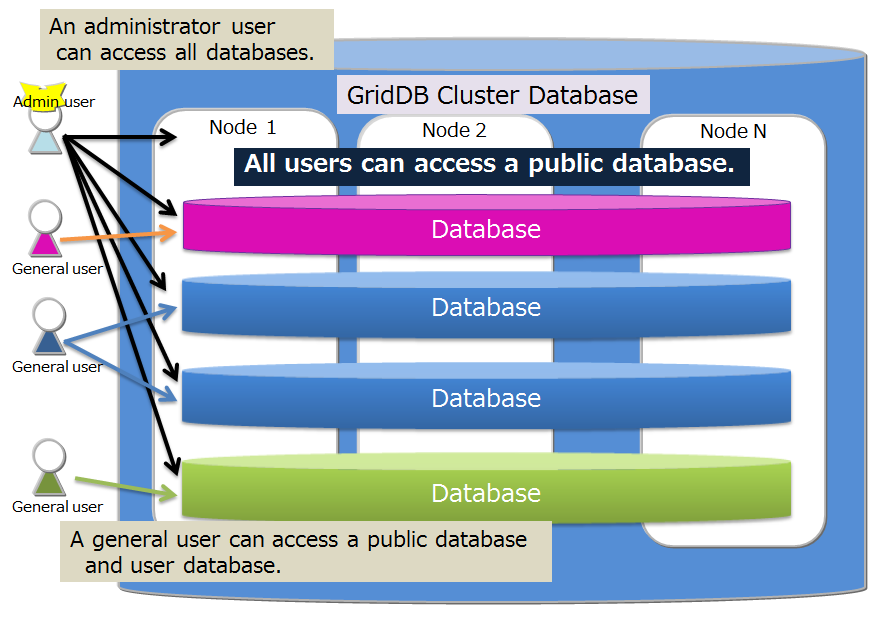 An administrator user
can access all databases.
GridDB Cluster Database
Admin user
Node 1
Node 2
Node N
All users can access a public database.
Database
General user
Database
General user
Database
Database
General user
A general user can access a public database
and user database.